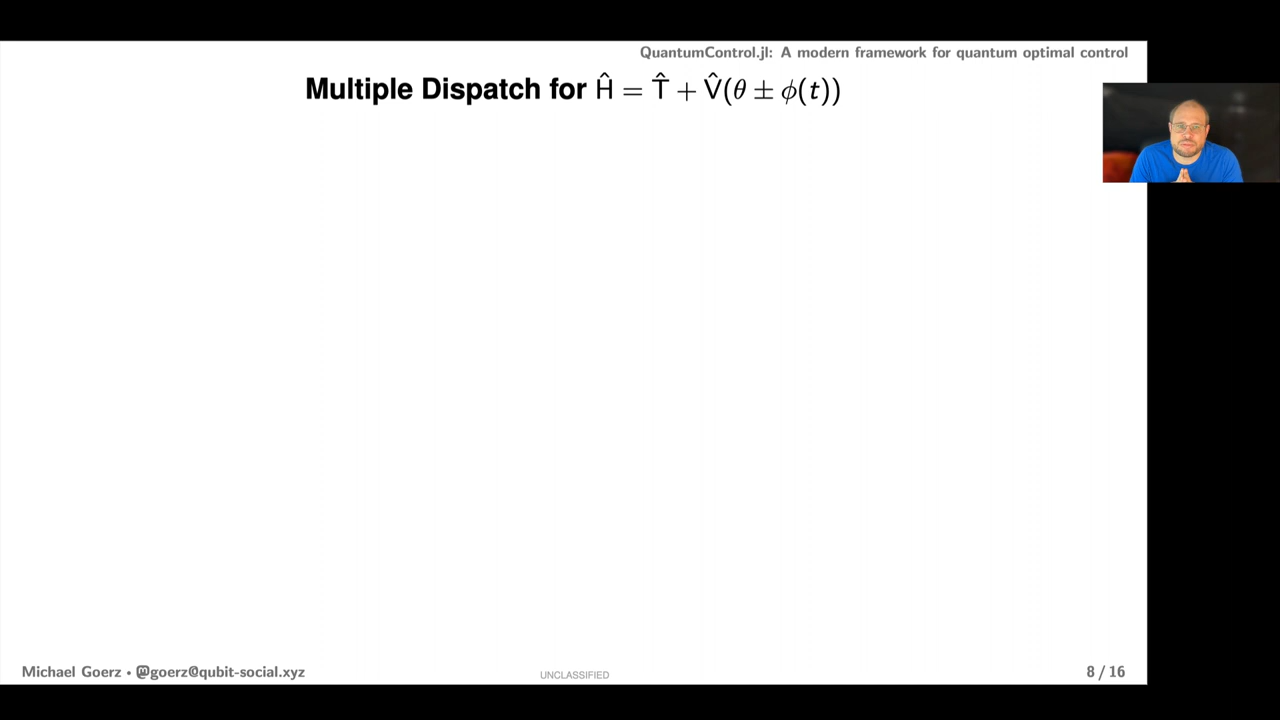 QuantumControl.jl: A modern framework for quantum optimal control
Multiple Dispatch for Ĥ = T̂ + V̂(θ ± ϕ(t))
Michael Goerz • @goerz@qubit-social.xyz
UNCLASSIFIED
8 / 16